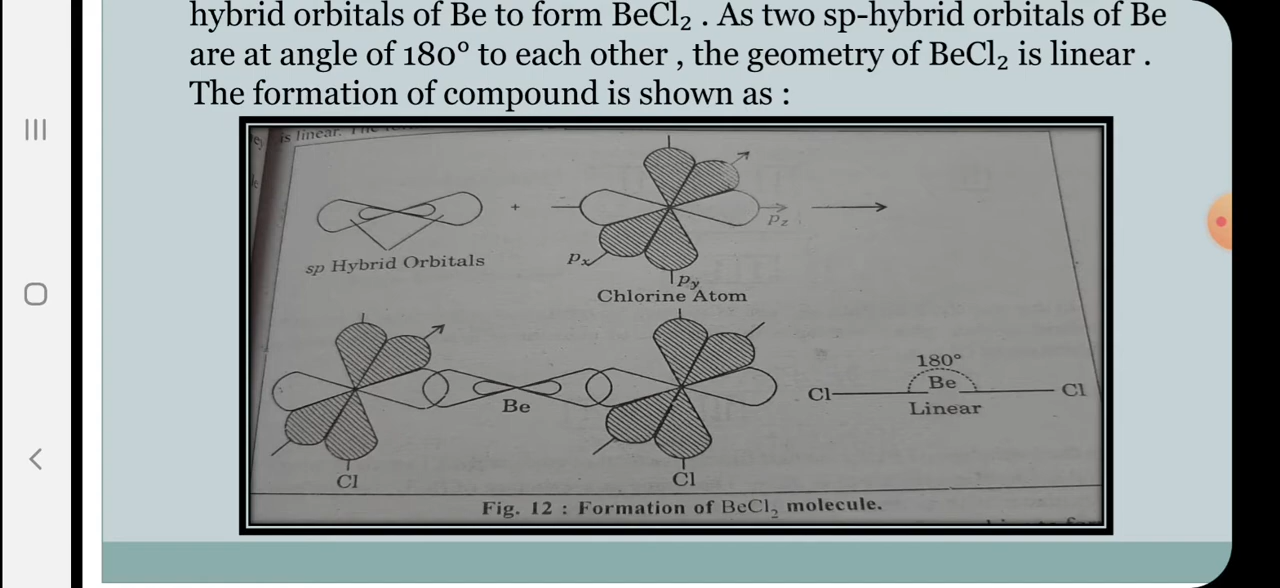 hybrid orbitals of Be to form BeCl₂ . As two sp-hybrid orbitals of Be
are at angle of 180° to each other , the geometry of BeCl₂ is linear .
The formation of compound is shown as :
is linear.
+
Pz
sp Hybrid Orbitals
Px
Py
Chlorine Atom
180°
Cl
Be
Cl
Be
Linear
Cl
Cl
Fig. 12 : Formation of BeCl₂ molecule.